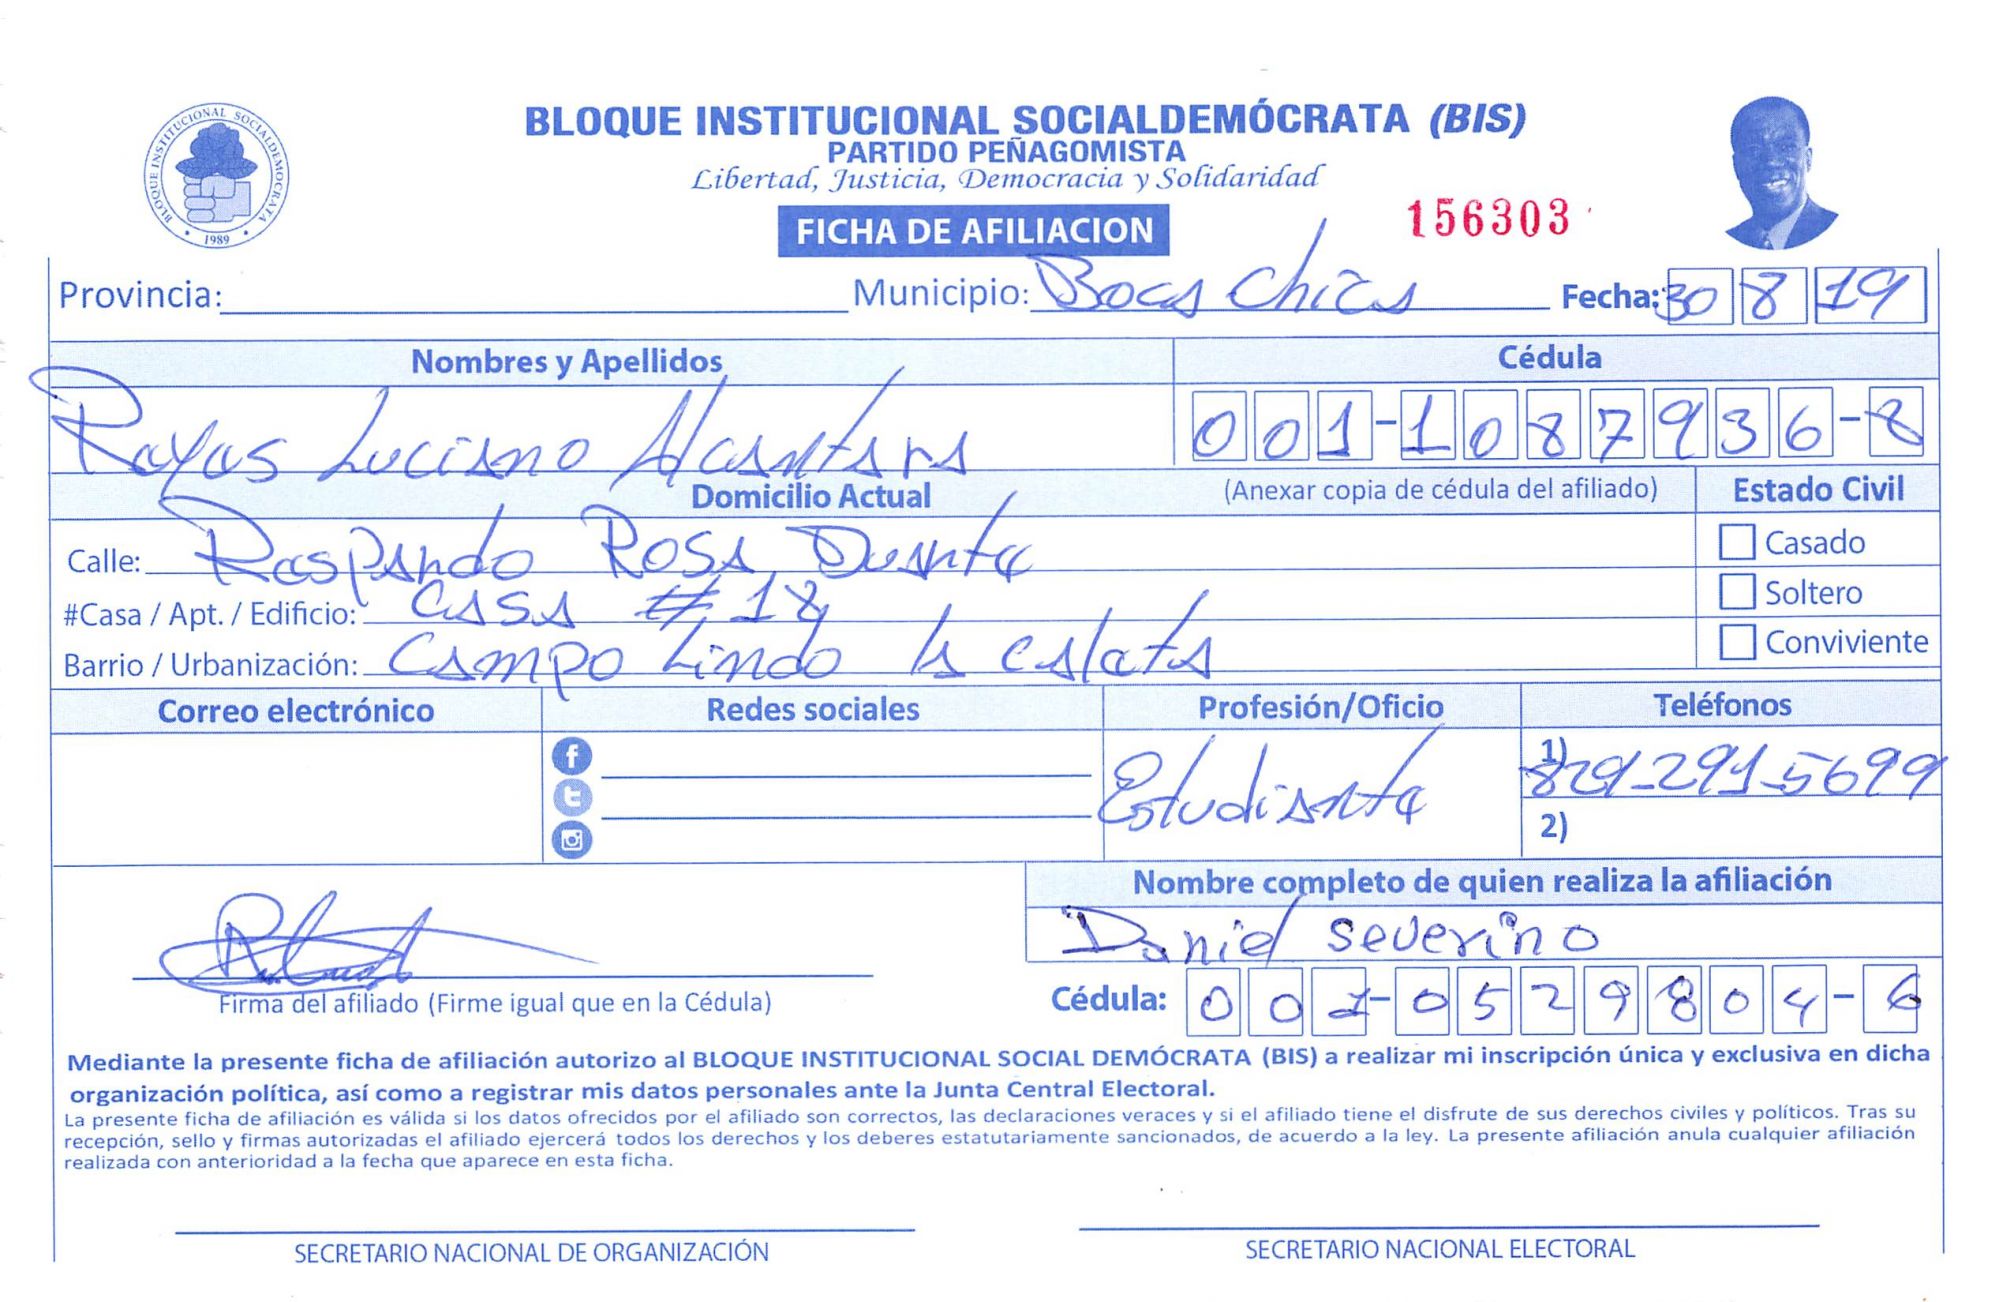 BLOQUE INSTITUCIONAL SOCIALDEMOCRATA
1989
BLOQUE INSTITUCIONAL SOCIALDEMÓCRATA (BIS)
PARTIDO PEÑAGOMISTA
Libertad, Justicia, Democracia y Solidaridad
FICHA DE AFILIACION
156303
Provincia: Municipio: Boca Chica Fecha: 30 8 19
Nombres y Apellidos Cédula
Luciano Alcantara 001-1087936-8
Domicilio Actual (Anexar copia de cédula del afiliado) Estado Civil
Calle: Rosa Duarte
Casado
#Casa / Apt. / Edificio: casa # 18
Soltero
Barrio / Urbanización: Campo Lindo la caleta
Conviviente
Correo electrónico Redes sociales Profesión/Oficio Teléfonos
Estudiante 1) 829-291-5699
2)
Nombre completo de quien realiza la afiliación
Daniel severino
Firma del afiliado (Firme igual que en la Cédula)
Cédula: 001-0529804-6
Mediante la presente ficha de afiliación autorizo al BLOQUE INSTITUCIONAL SOCIAL DEMÓCRATA (BIS) a realizar mi inscripción única y exclusiva en dicha
organización política, así como a registrar mis datos personales ante la Junta Central Electoral.
La presente ficha de afiliación es válida si los datos ofrecidos por el afiliado son correctos, las declaraciones veraces y si el afiliado tiene el disfrute de sus derechos civiles y políticos. Tras su
recepción, sello y firmas autorizadas el afiliado ejercerá todos los derechos y los deberes estatutariamente sancionados, de acuerdo a la ley. La presente afiliación anula cualquier afiliación
realizada con anterioridad a la fecha que aparece en esta ficha.
SECRETARIO NACIONAL DE ORGANIZACIÓN SECRETARIO NACIONAL ELECTORAL